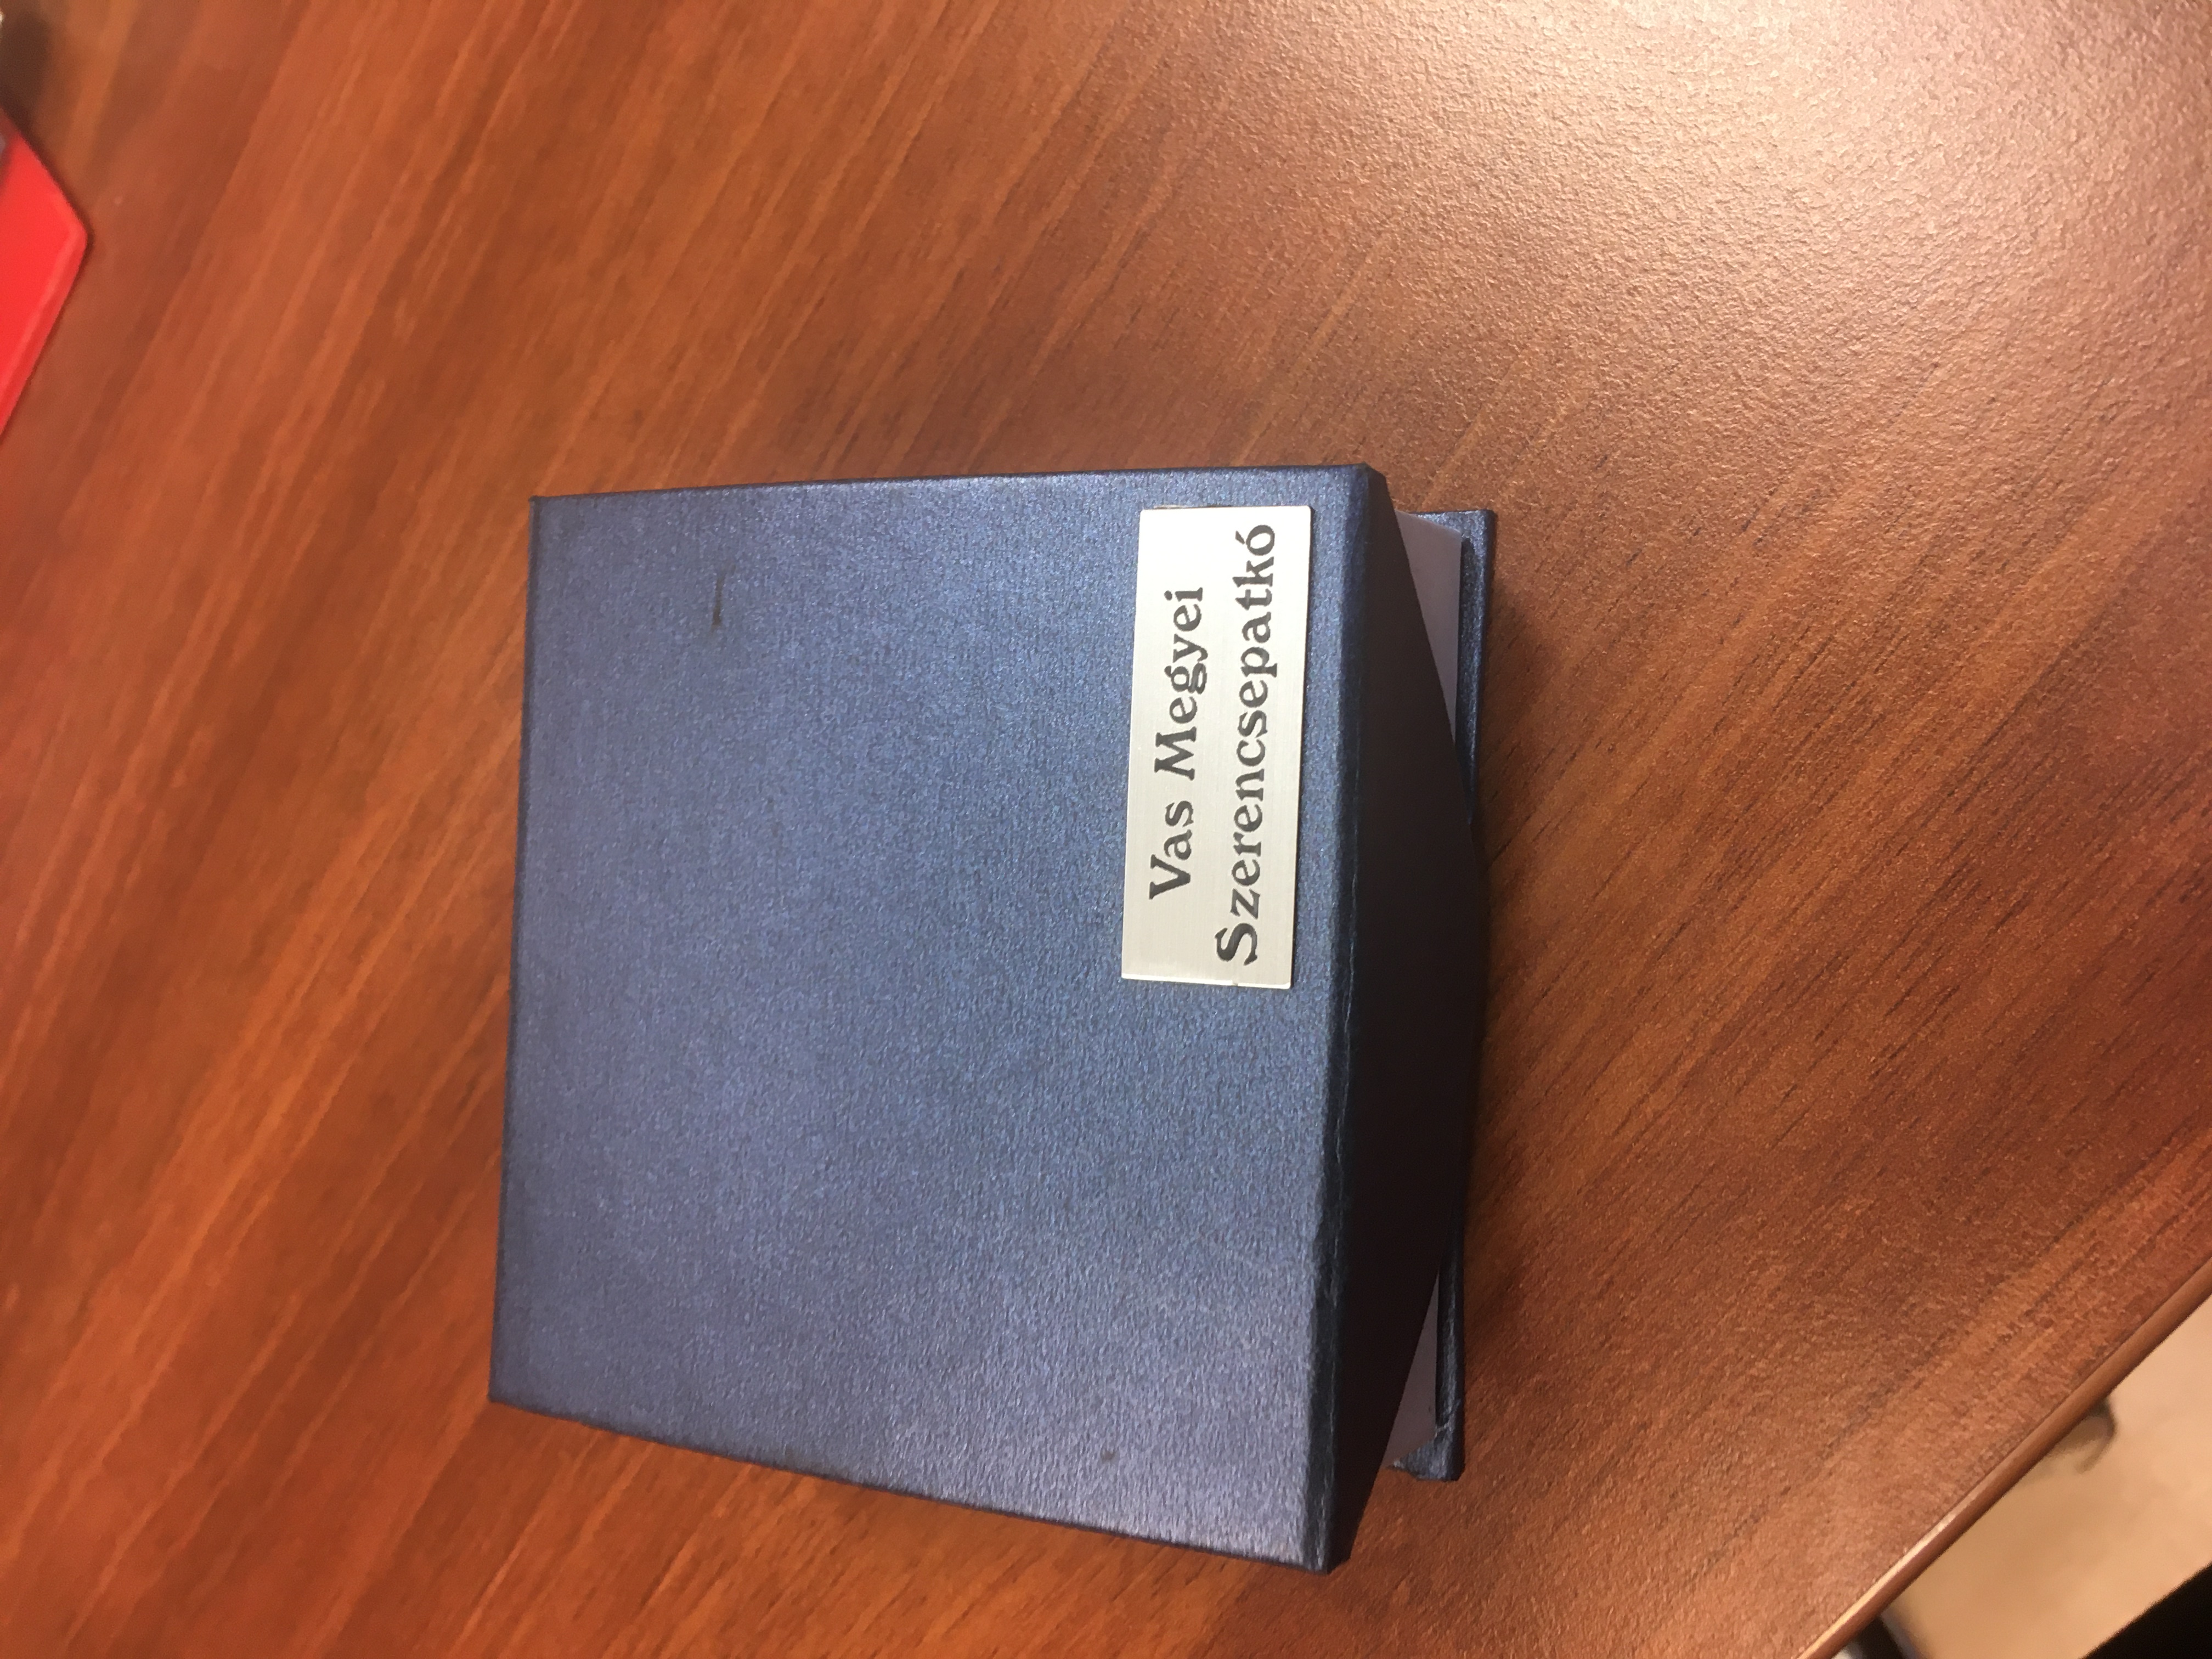 Vas Megyei
Szerencsepatkó